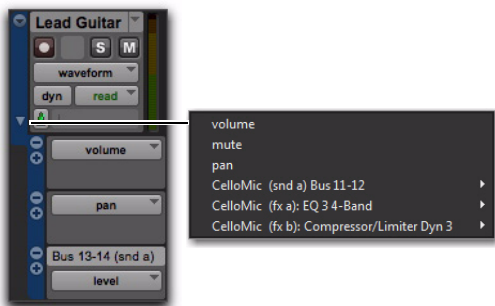 Lead Guitar
S M
waveform
dyn read
volume
pan
Bus 13-14 (snd a)
level
volume
mute
pan
CelloMic (snd a) Bus 11-12
CelloMic (fx a): EQ 3 4-Band
CelloMic (fx b): Compressor/Limiter Dyn 3